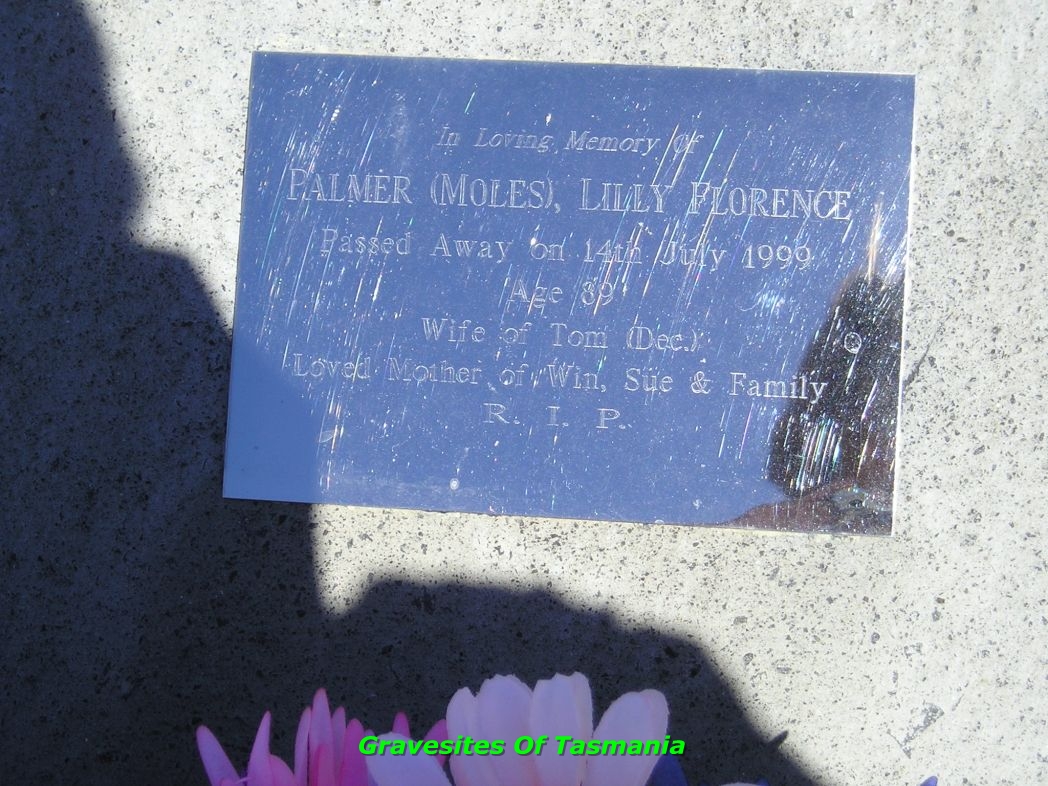 In Loving Memory Of
PALMER (MOLES), LILLY FLORENCE
Passed Away on 14th July 1999
Age 89
Wife of Tom (Dec.)
Loved Mother of Win, Sue & Family
R. I. P.
Gravesites Of Tasmania